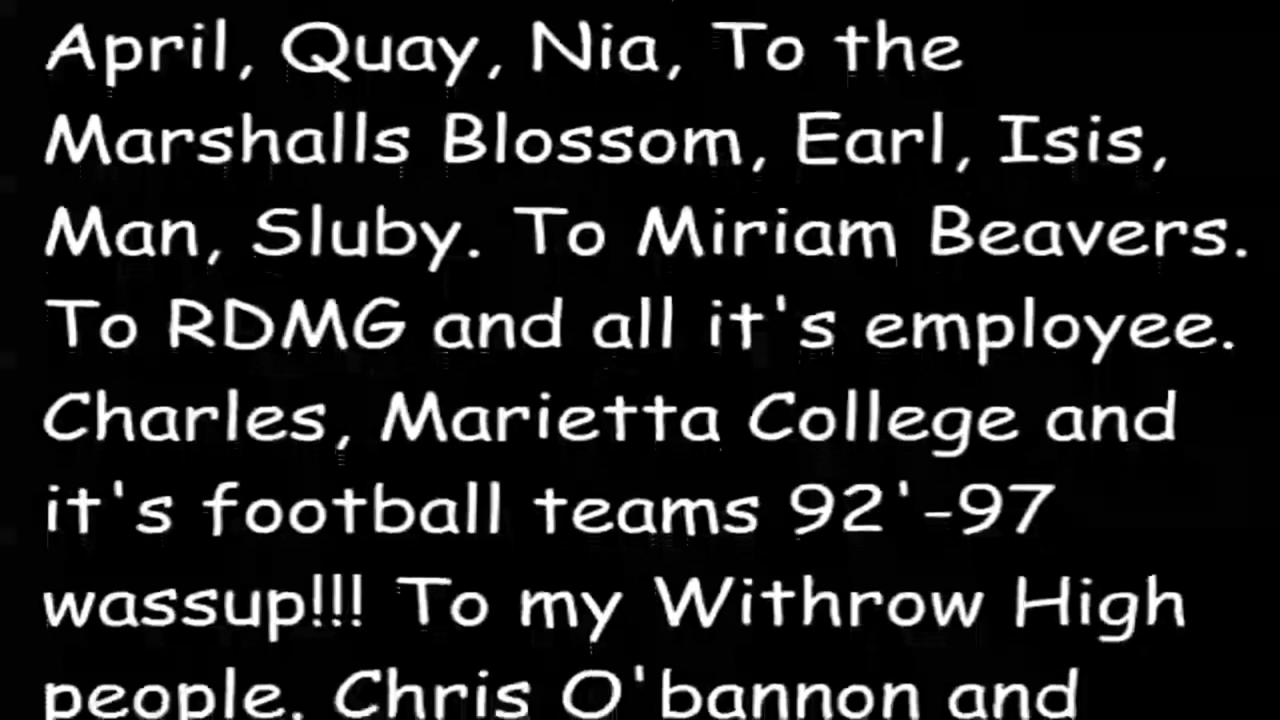 April, Quay, Nia, To the
Marshalls Blossom, Earl, Isis,
Man, Sluby. To Miriam Beavers.
To RDMG and all it's employee.
Charles, Marietta College and
it's football teams 92'-97
wassup!!! To my Withrow High
people. Chris O'bannon and